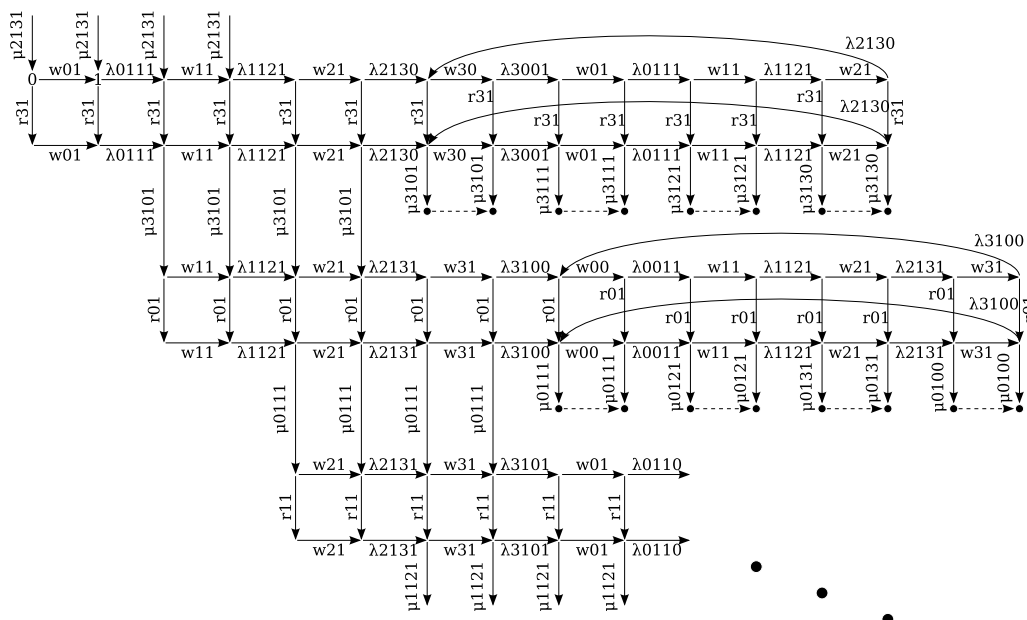 μ2131 μ2131 μ2131 μ2131
λ2130
0 w01 1 λ0111 w11 λ1121 w21 λ2130 w30 λ3001 w01 λ0111 w11 λ1121 w21
r31 r31 r31 r31 r31 r31 r31 r31 r31 r31 r31 r31 r31 λ2130 r31
w01 λ0111 w11 λ1121 w21 λ2130 w30 λ3001 w01 λ0111 w11 λ1121 w21
μ3101 μ3101 μ3101 μ3101 μ3101 μ3101 μ3111 μ3111 μ3121 μ3121 μ3130 μ3130
λ3100
w11 λ1121 w21 λ2131 w31 λ3100 w00 λ0011 w11 λ1121 w21 λ2131 w31
r01 r01 r01 r01 r01 r01 r01 r01 r01 r01 r01 r01 r01 λ3100 r01
w11 λ1121 w21 λ2131 w31 λ3100 w00 λ0011 w11 λ1121 w21 λ2131 w31
μ0111 μ0111 μ0111 μ0111 μ0111 μ0111 μ0121 μ0121 μ0131 μ0131 μ0100 μ0100
w21 λ2131 w31 λ3101 w01 λ0110
r11 r11 r11 r11 r11 r11
w21 λ2131 w31 λ3101 w01 λ0110
μ1121 μ1121 μ1121 μ1121